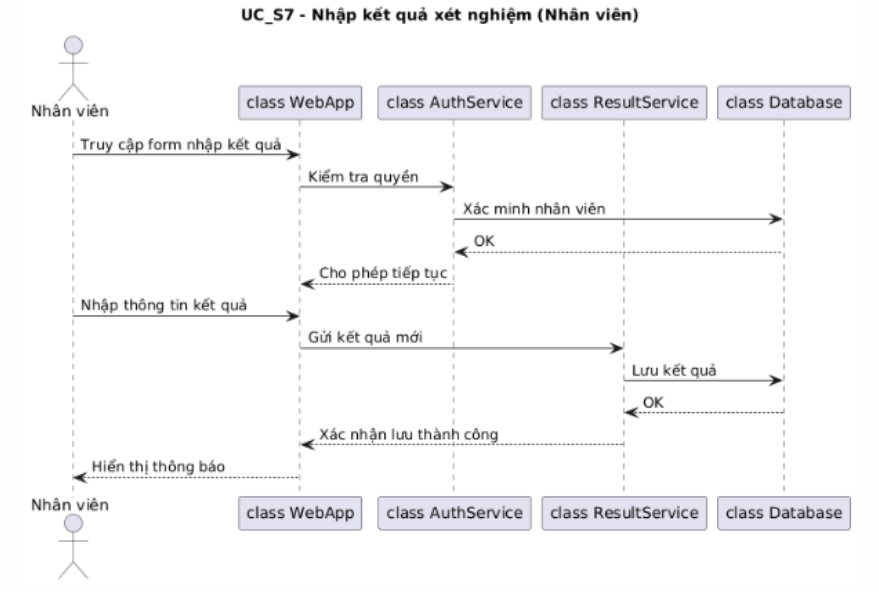 UC_S7 - Nhập kết quả xét nghiệm (Nhân viên)
Nhân viên
class WebApp
class AuthService
class ResultService
class Database
Truy cập form nhập kết quả
Kiểm tra quyền
Xác minh nhân viên
OK
Cho phép tiếp tục
Nhập thông tin kết quả
Gửi kết quả mới
Lưu kết quả
OK
Xác nhận lưu thành công
Hiển thị thông báo
Nhân viên
class WebApp
class AuthService
class ResultService
class Database